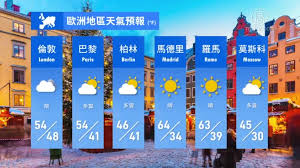 歐洲地區天氣預報 (°F)
倫敦 巴黎 柏林 馬德里 羅馬 莫斯科
London Paris Berlin Madrid Rome Moscow
晴 多雲 多雲 晴 晴 多雲
54/48 54/41 46/41 64/34 63/39 45/30